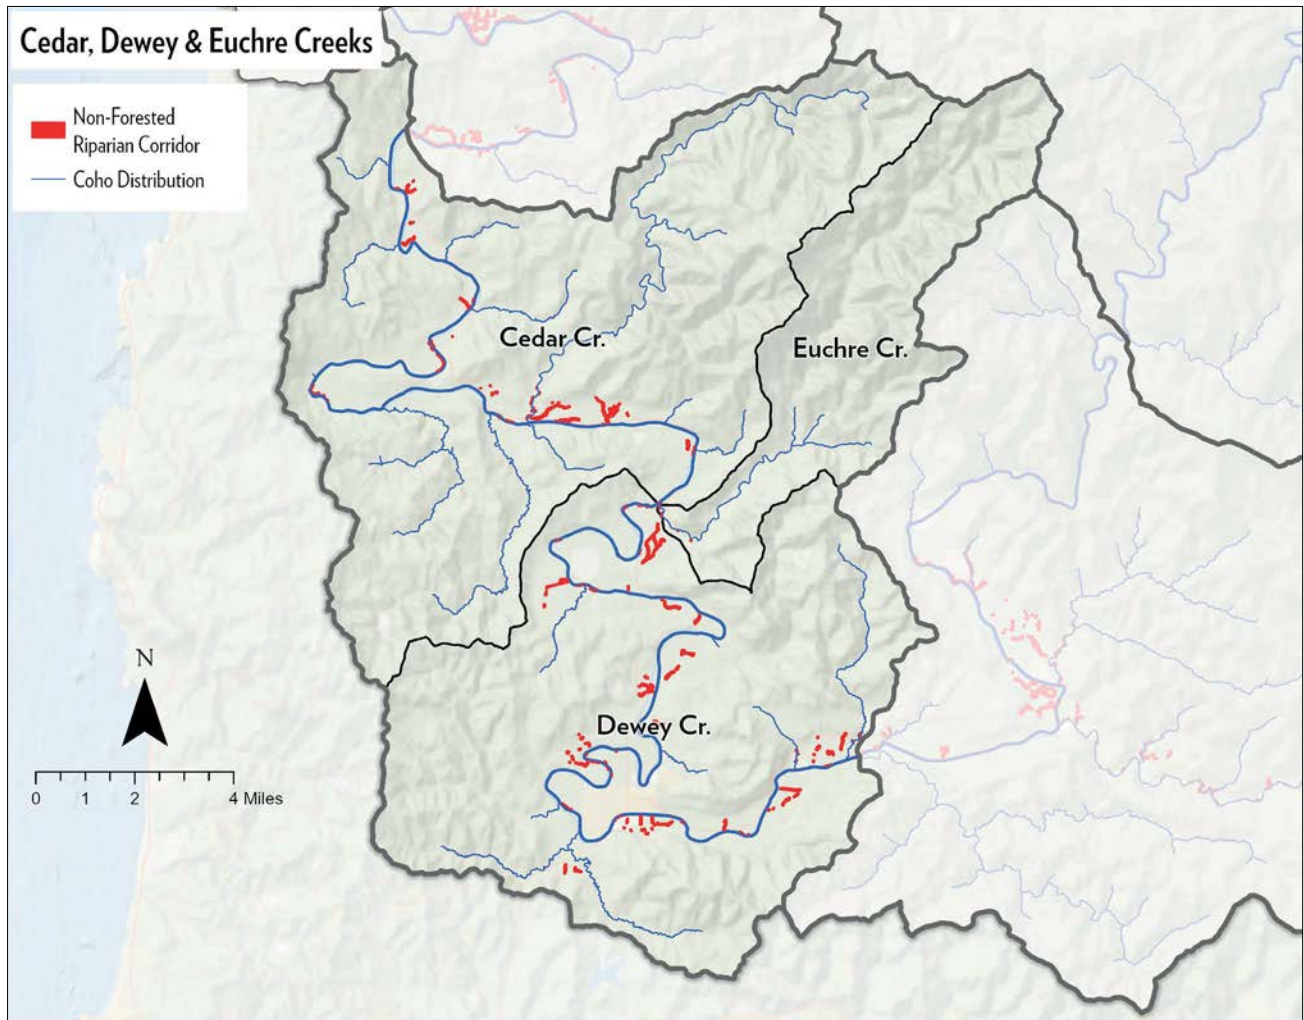 Cedar, Dewey & Euchre Creeks
Non-Forested
Riparian Corridor
Coho Distribution
Cedar Cr.
Euchre Cr.
Dewey Cr.
N
0 1 2 4 Miles